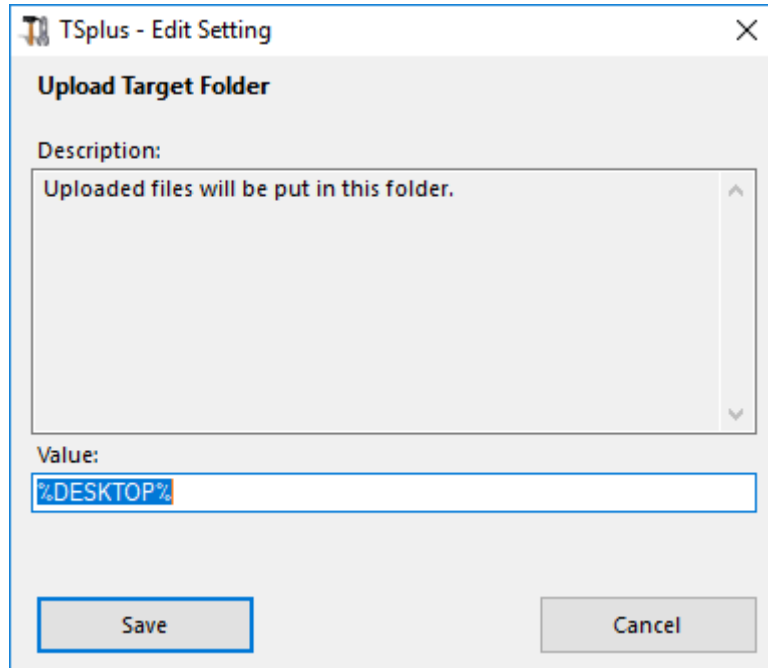 TSplus - Edit Setting
Upload Target Folder
Description:
Uploaded files will be put in this folder.
Value:
%DESKTOP%
Save
Cancel